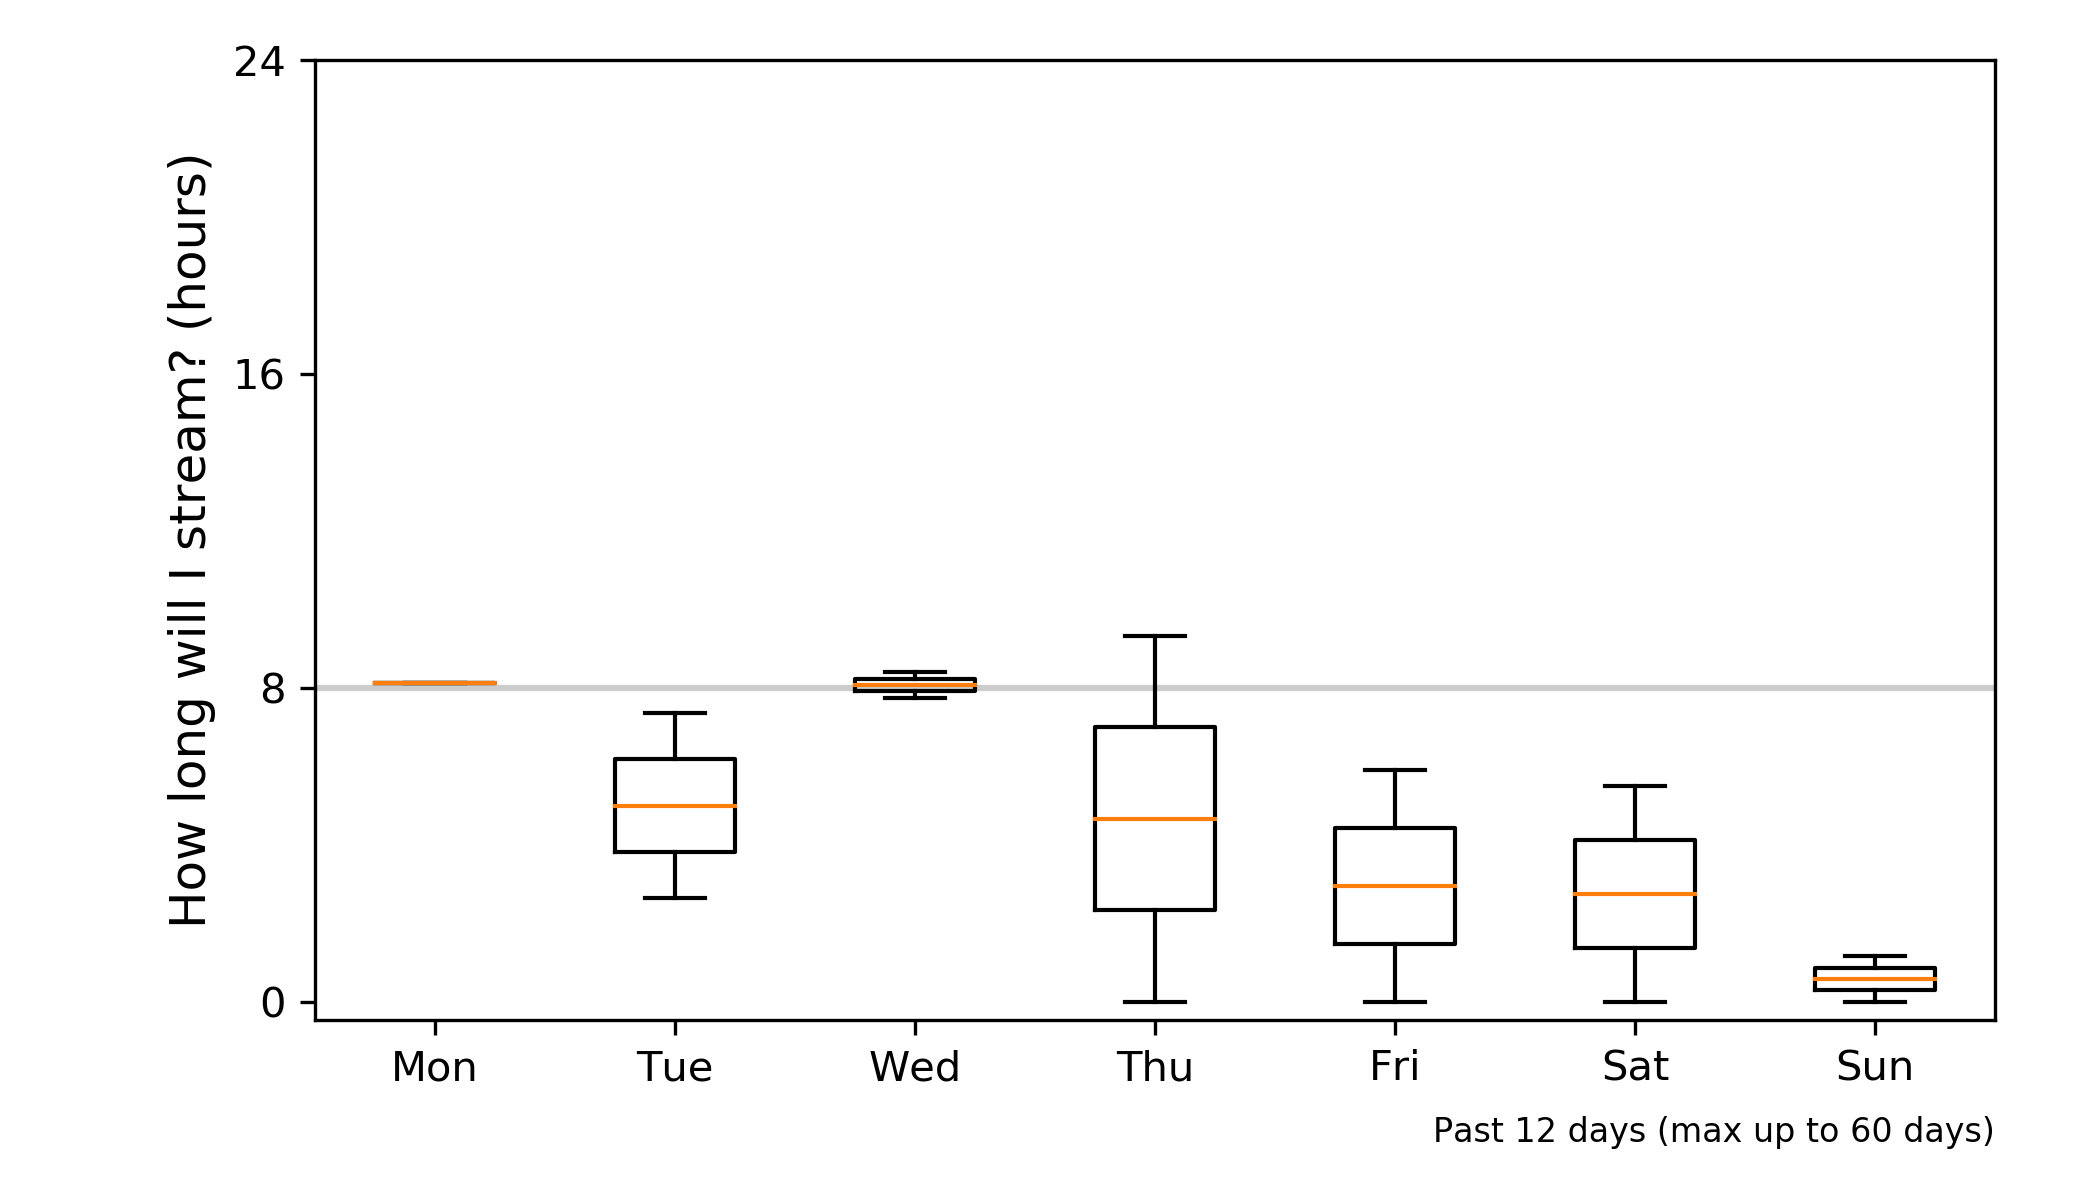 How long will I stream? (hours)
24
16
8
0
Mon Tue Wed Thu Fri Sat Sun
Past 12 days (max up to 60 days)